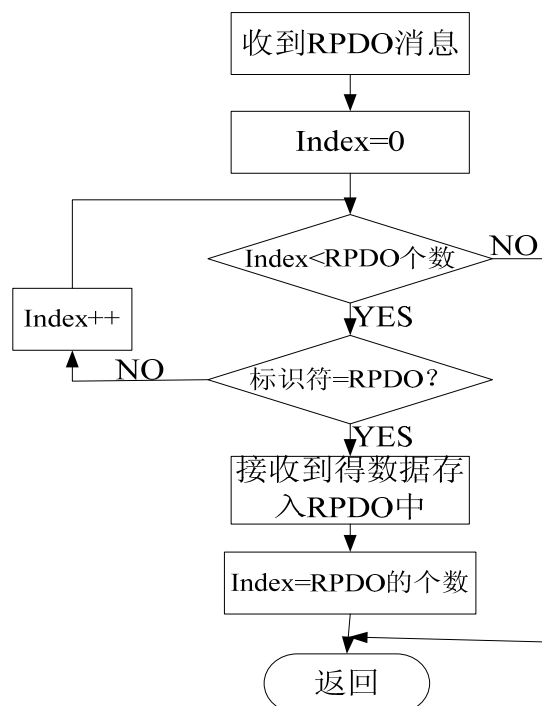 收到RPDO消息
Index=0
Index<RPDO个数
NO
Index++
YES
NO
标识符=RPDO？
YES
接收到得数据存
入RPDO中
Index=RPDO的个数
返回